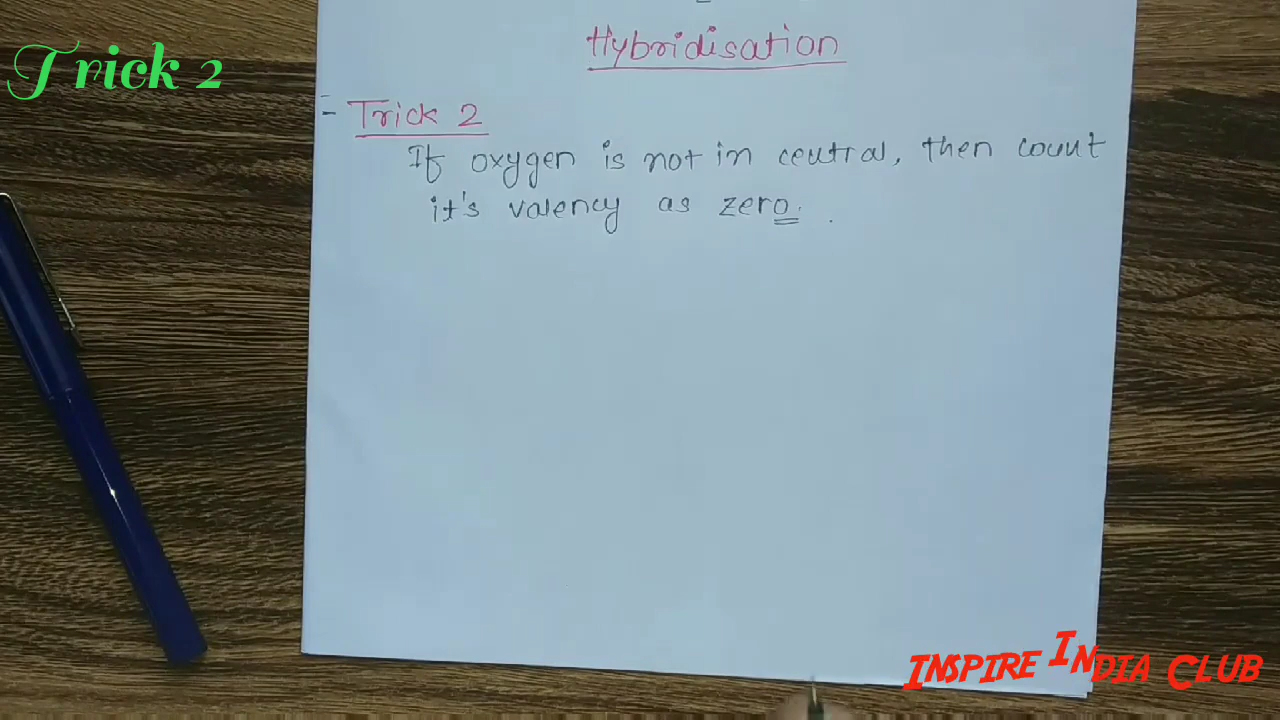 Trick 2
Hybridisation
- Trick 2
If oxygen is not in central, then count
it's valency as zero.
INSPIRE INDIA CLUB